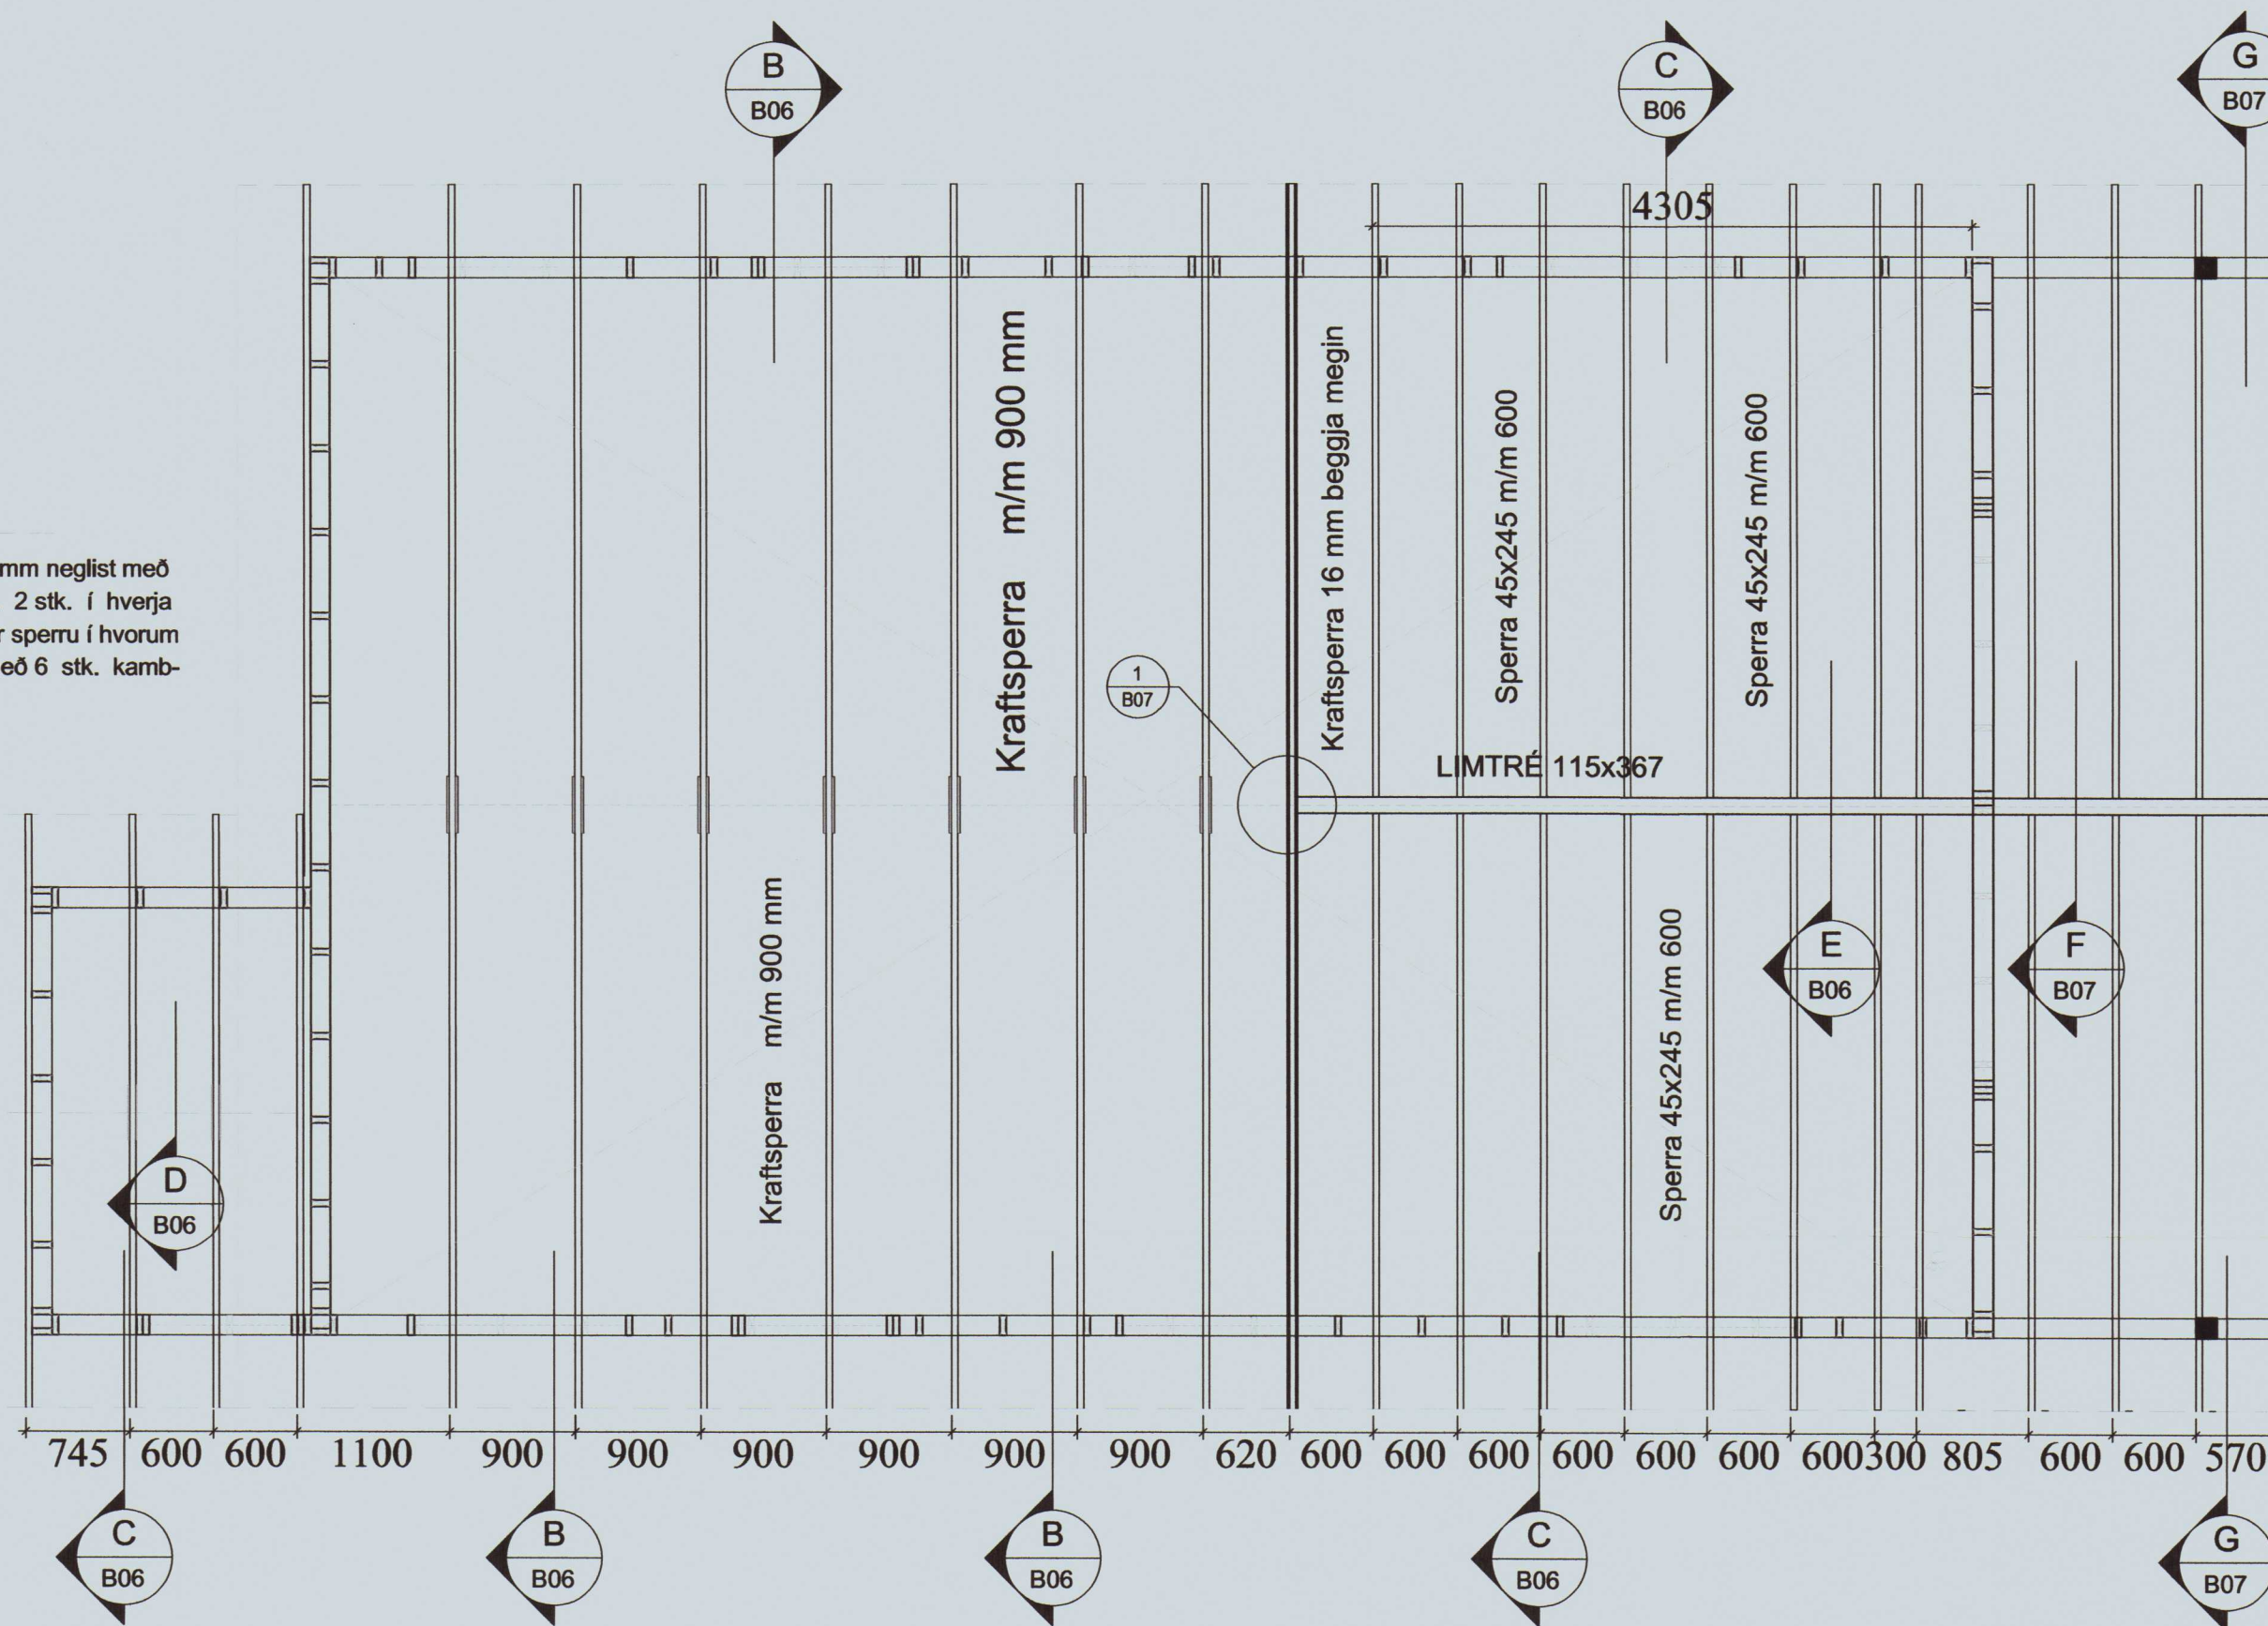 B
B06
C
B06
G
B07
4305
mm neglist með
2 stk. í hverja
r sperru í hvorum
eð 6 stk. kamb-
Kraftsperra m/m 900 mm
Kraftsperra 16 mm beggja megin
Sperra 45x245 m/m 600
Sperra 45x245 m/m 600
1
B07
LIMTRÉ 115x367
Kraftsperra m/m 900 mm
Sperra 45x245 m/m 600
E
B06
F
B07
D
B06
745 600 600 1100 900 900 900 900 900 900 620 600 600 600 600 600 600 600 300 805 600 600 570
C
B06
B
B06
B
B06
C
B06
G
B07